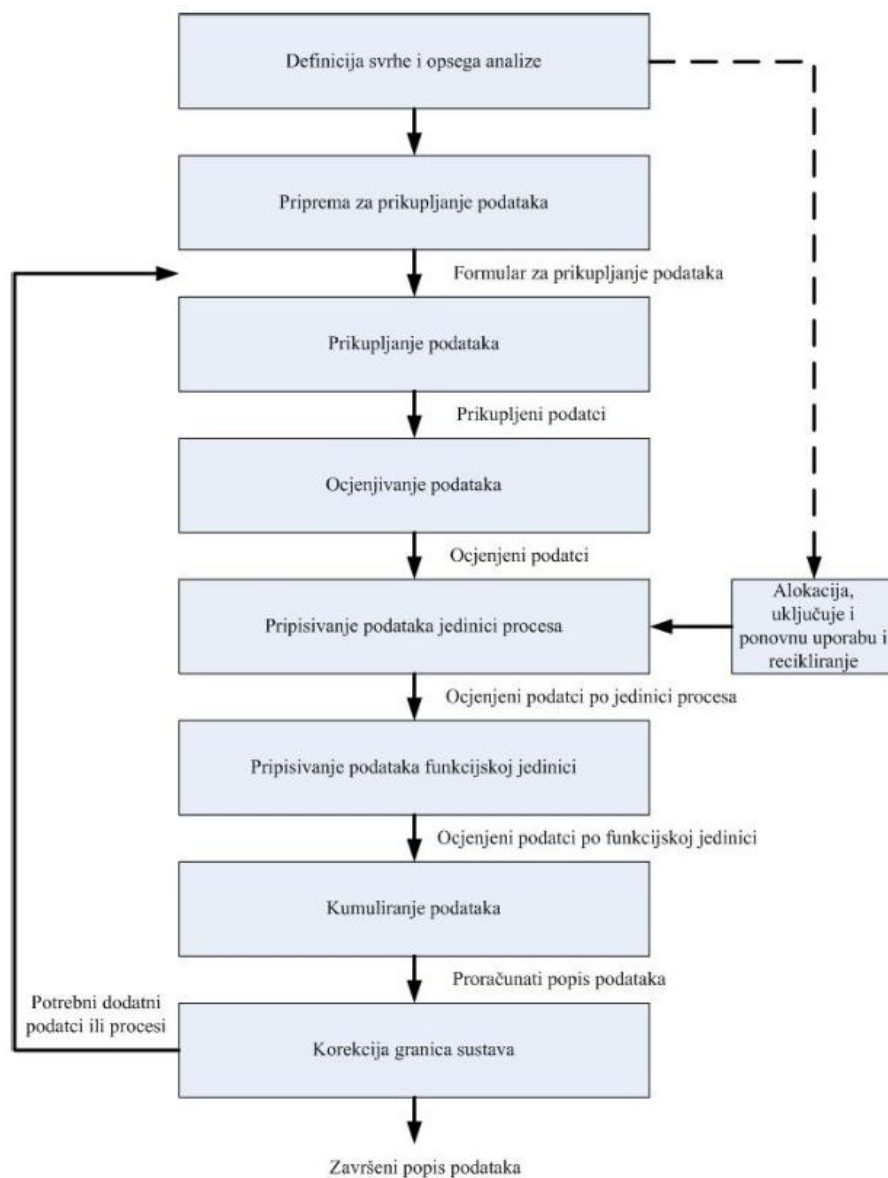 Definicija svrhe i opsega analize
Priprema za prikupljanje podataka
Formular za prikupljanje podataka
Prikupljanje podataka
Prikupljeni podatci
Ocjenjivanje podataka
Ocjenjeni podatci
Pripisivanje podataka jedinici procesa
Alokacija,
uključuje i
ponovnu uporabu i
recikliranje
Ocjenjeni podatci po jedinici procesa
Pripisivanje podataka funkcijskoj jedinici
Ocjenjeni podatci po funkcijskoj jedinici
Kumuliranje podataka
Proračunati popis podataka
Potrebni dodatni
podatci ili procesi
Korekcija granica sustava
Završeni popis podataka